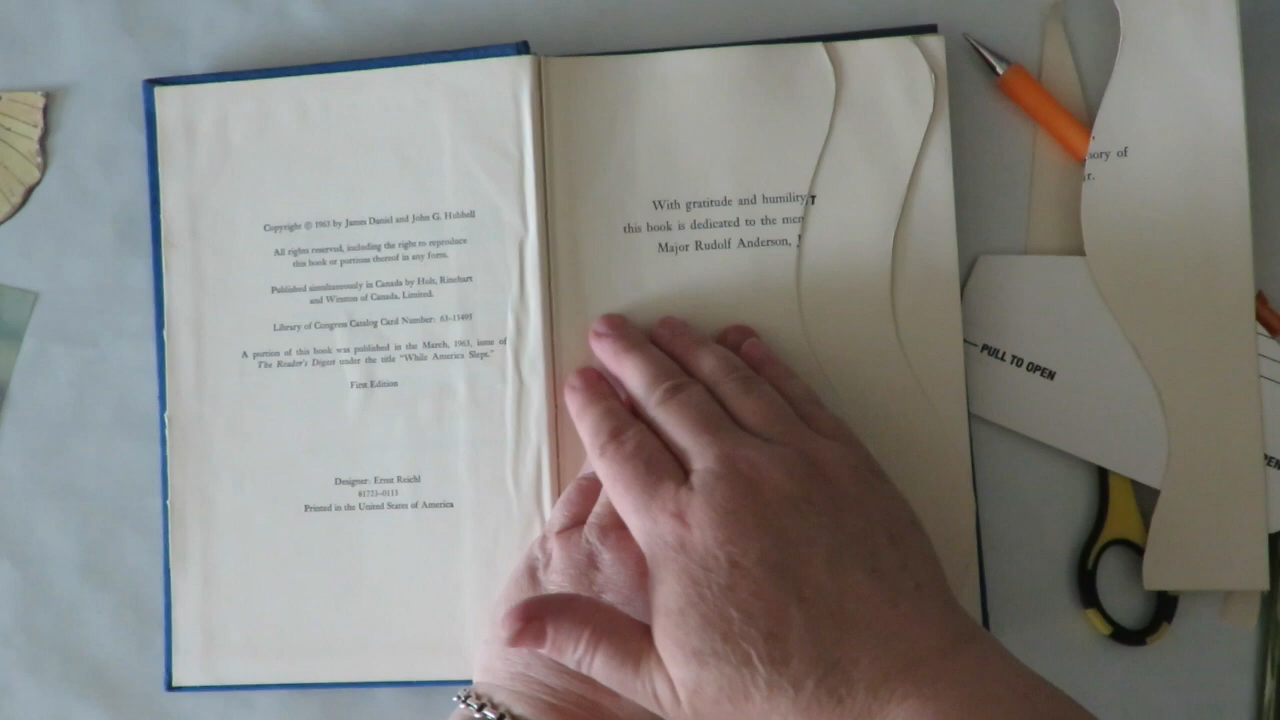 Copyright © 1963 by James Daniel and John G. Hubbell
All rights reserved, including the right to reproduce
this book or portions thereof in any form.
Published simultaneously in Canada by Holt, Rinehart
and Winston of Canada, Limited.
Library of Congress Catalog Card Number: 63-13495
A portion of this book was published in the March, 1963, issue of
The Reader's Digest under the title "While America Slept."
First Edition
Designer: Ernst Reichl
81723-0113
Printed in the United States of America
With gratitude and humility,
this book is dedicated to the mem
Major Rudolf Anderson, J
ory of
r.
PULL TO OPEN